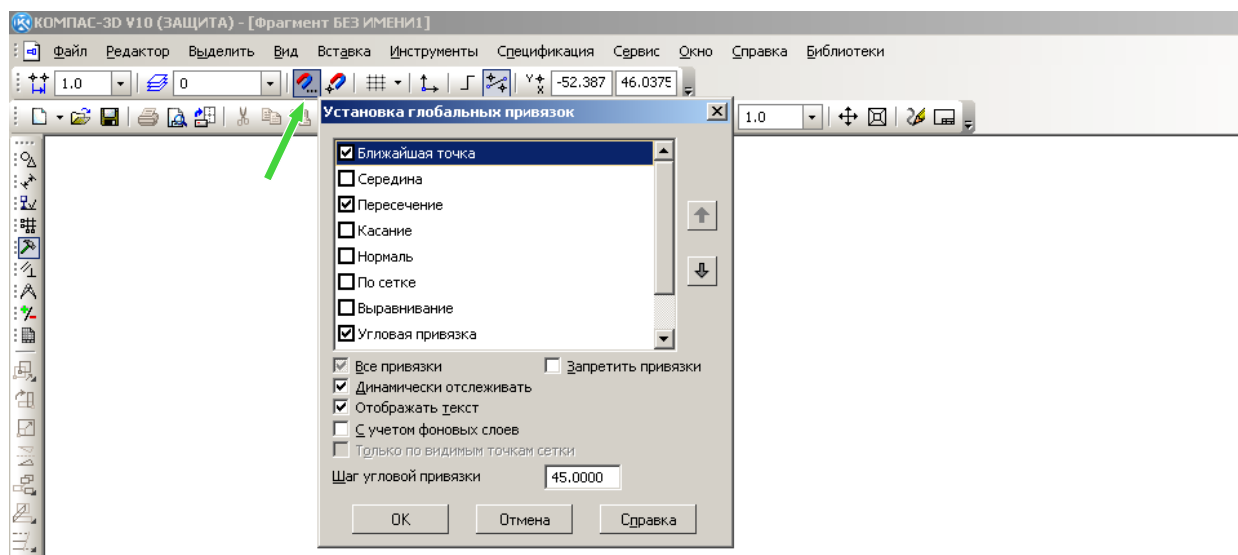 КОМПАС-3D V10 (ЗАЩИТА) - [Фрагмент БЕЗ ИМЕНИ1]
Файл Редактор Выделить Вид Вставка Инструменты Спецификация Сервис Окно Справка Библиотеки
1.0 0 Y X -52.387 46.0375
Установка глобальных привязок 1.0
Ближайшая точка
Середина
Пересечение
Касание
Нормаль
По сетке
Выравнивание
Угловая привязка
Все привязки Запретить привязки
Динамически отслеживать
Отображать текст
С учетом фоновых слоев
Только по видимым точкам сетки
Шаг угловой привязки 45.0000
OK Отмена Справка